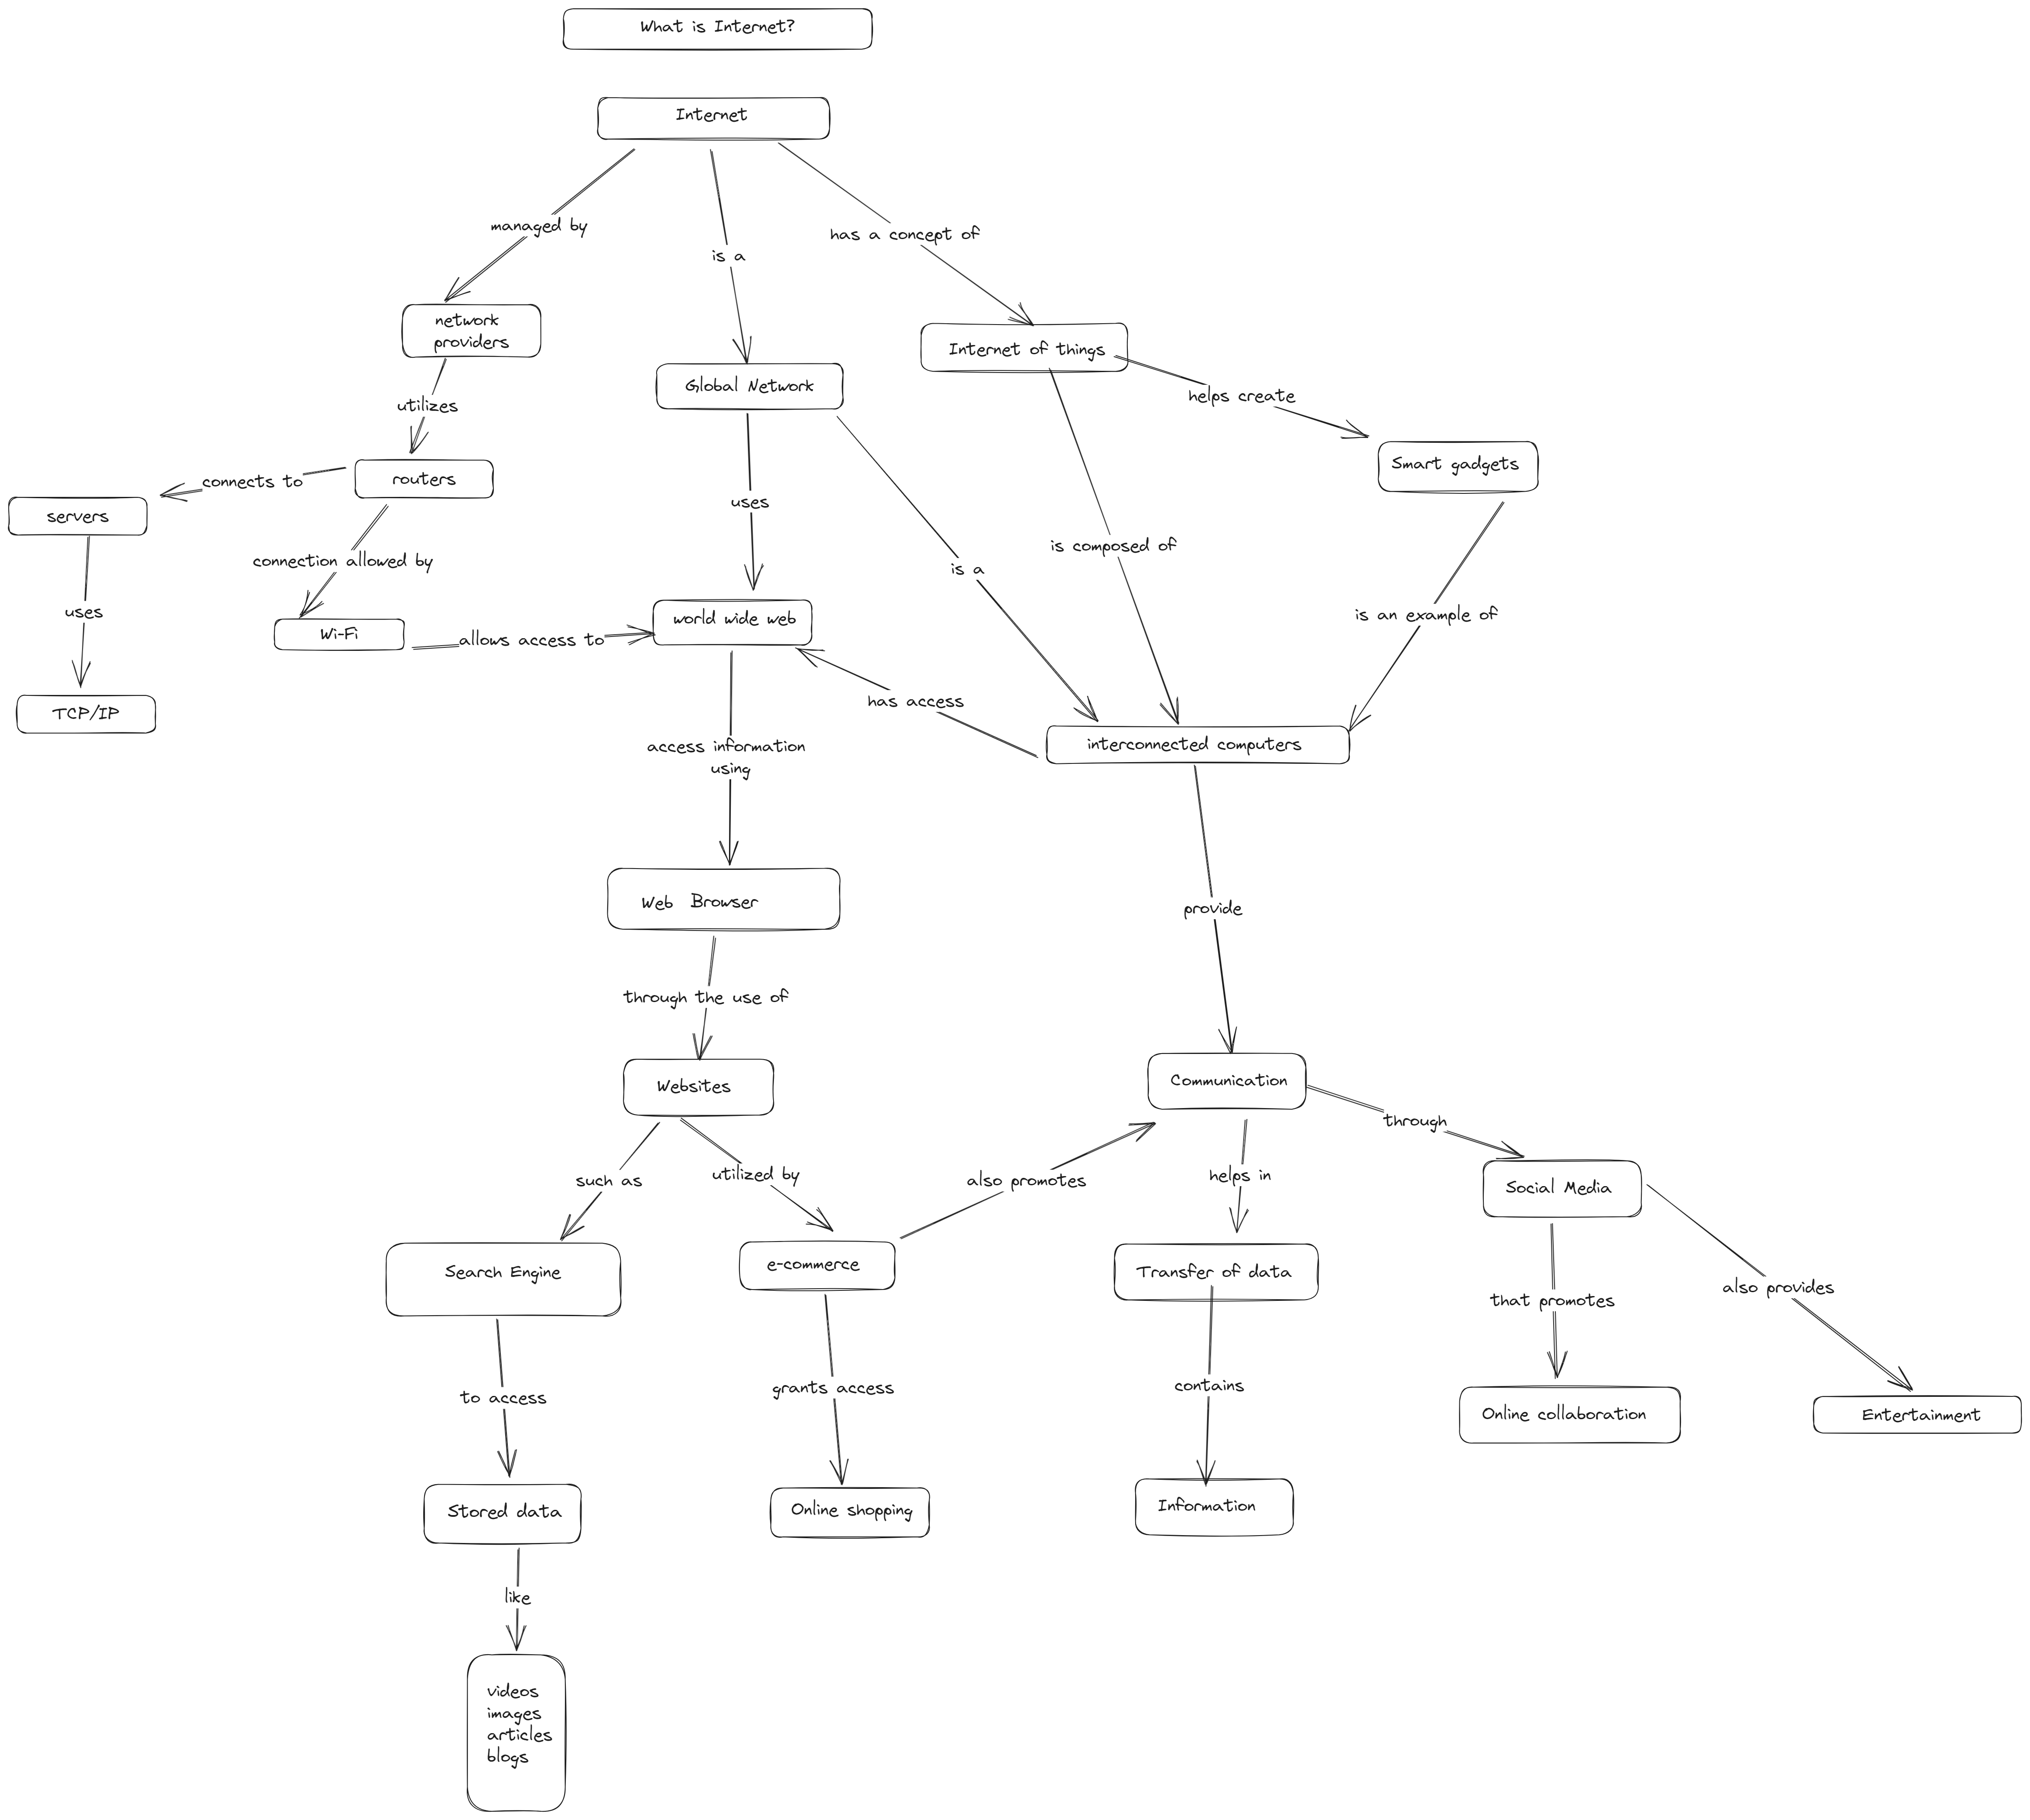 What is Internet?
Internet
managed by
is a
has a concept of
network
providers
Global Network
Internet of things
utilizes
helps create
routers
Smart gadgets
connects to
servers
uses
connection allowed by
is composed of
is a
uses
is an example of
Wi-Fi
allows access to
world wide web
TCP/IP
has access
access information
using
interconnected computers
Web Browser
provide
through the use of
Websites
Communication
through
such as
utilized by
also promotes
helps in
Social Media
Search Engine
e-commerce
Transfer of data
that promotes
also provides
to access
grants access
contains
Online collaboration
Entertainment
Stored data
Online shopping
Information
like
videos
images
articles
blogs